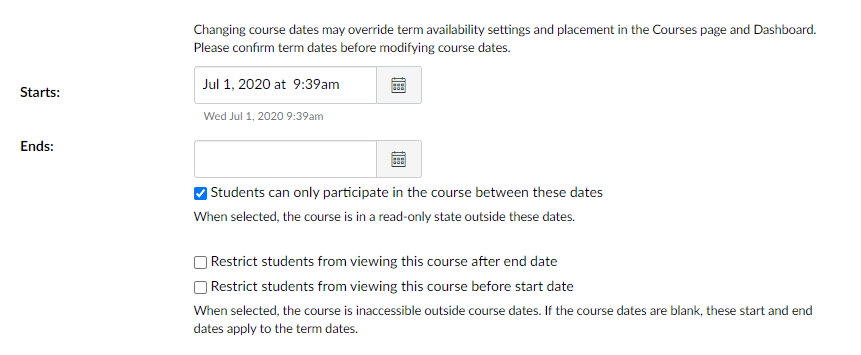 Changing course dates may override term availability settings and placement in the Courses page and Dashboard.
Please confirm term dates before modifying course dates.
Starts:
Jul 1, 2020 at 9:39am
Wed Jul 1, 2020 9:39am
Ends:
Students can only participate in the course between these dates
When selected, the course is in a read-only state outside these dates.
Restrict students from viewing this course after end date
Restrict students from viewing this course before start date
When selected, the course is inaccessible outside course dates. If the course dates are blank, these start and end
dates apply to the term dates.